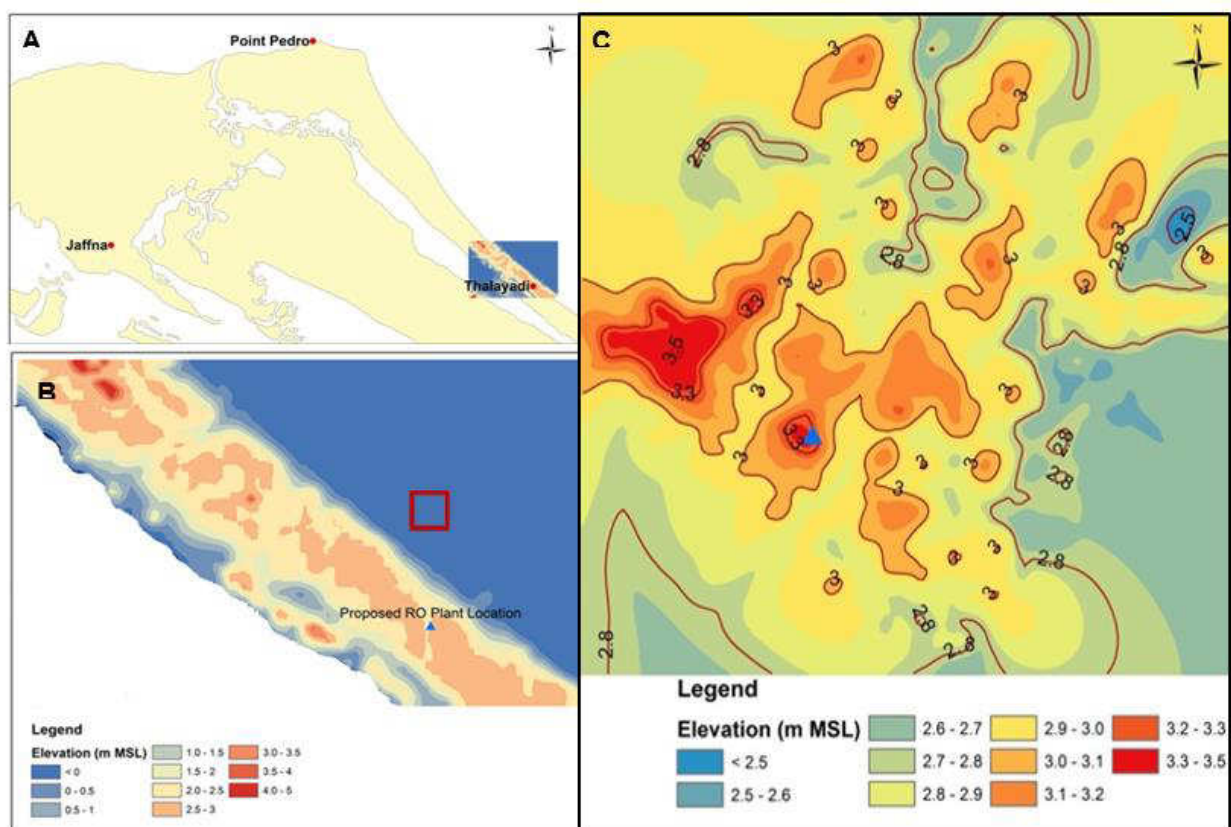 A
Point Pedro
N
Jaffna
Thalayadi
B
Proposed RO Plant Location
Legend
Elevation (m MSL)
< 0
0 - 0.5
0.5 - 1
1.0 - 1.5
1.5 - 2
2.0 - 2.5
2.5 - 3
3.0 - 3.5
3.5 - 4
4.0 - 5
C
N
3
3
3
3
2.8
3
3
2.5
2.8
3
2.8
3
3
3
3
3.3
3.5
3.3
3
3
3.3
2.8
3
3
2.8
3
3
3
2.8
3
3
2.8
2.8
2.8
Legend
Elevation (m MSL)
< 2.5
2.5 - 2.6
2.6 - 2.7
2.7 - 2.8
2.8 - 2.9
2.9 - 3.0
3.0 - 3.1
3.1 - 3.2
3.2 - 3.3
3.3 - 3.5